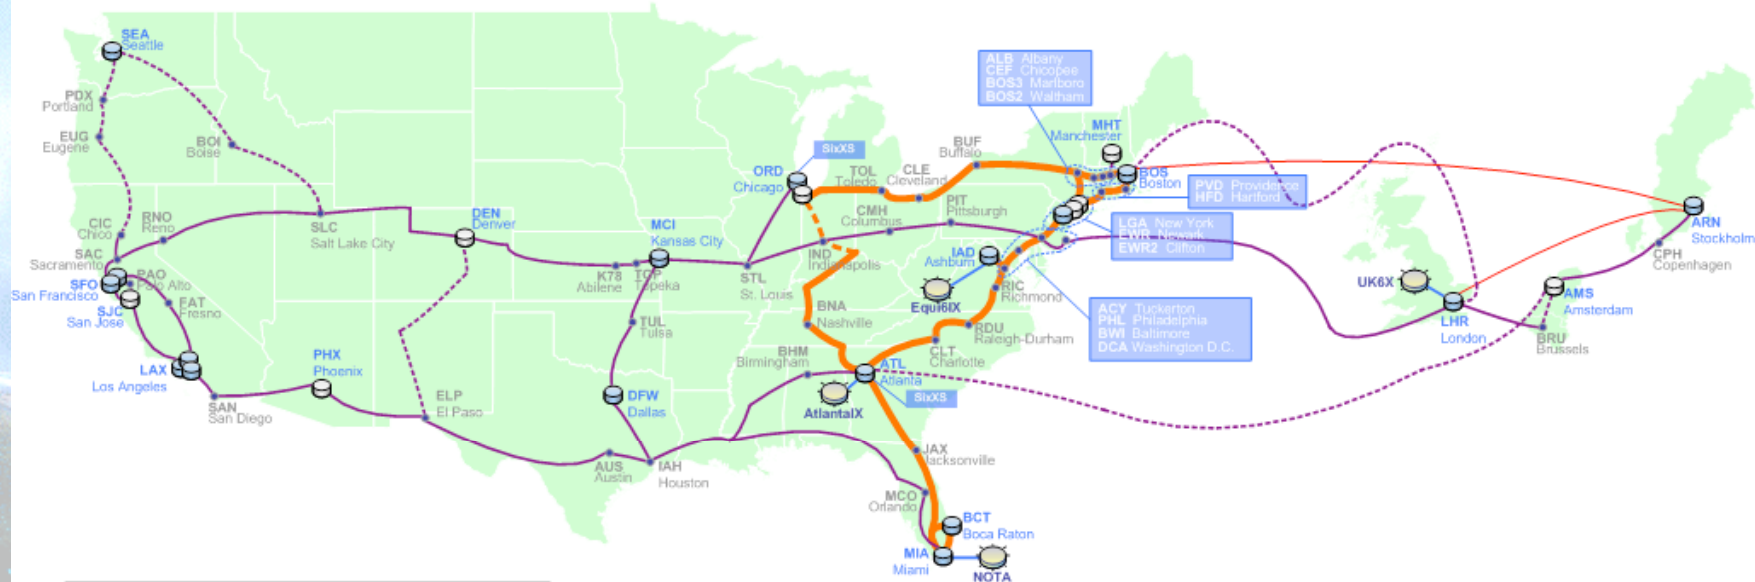 SEA
Seattle
PDX
Portland
EUG
Eugene
BOI
Boise
CIC
Chico
RNO
Reno
SAC
Sacramento
SLC
Salt Lake City
DEN
Denver
PAO
Palo Alto
SFO
San Francisco
FAT
Fresno
SJC
San Jose
LAX
Los Angeles
SAN
San Diego
PHX
Phoenix
ELP
El Paso
K78
Abilene
TOP
Topeka
MCI
Kansas City
TUL
Tulsa
DFW
Dallas
AUS
Austin
IAH
Houston
STL
St. Louis
SixXS
ORD
Chicago
TOL
Toledo
CLE
Cleveland
BUF
Buffalo
CMH
Columbus
PIT
Pittsburgh
IND
Indianapolis
BNA
Nashville
BHM
Birmingham
ATL
Atlanta
AtlantaIX
SixXS
CLT
Charlotte
RDU
Raleigh-Durham
RIC
Richmond
IAD
Ashburn
Equi6IX
JAX
Jacksonville
MCO
Orlando
BCT
Boca Raton
MIA
Miami
NOTA
ALB Albany
CEF Chicopee
BOS3 Marlboro
BOS2 Waltham
MHT
Manchester
BOS
Boston
PVD Providence
HFD Hartford
LGA New York
EWR Newark
EWR2 Clifton
ACY Tuckerton
PHL Philadelphia
BWI Baltimore
DCA Washington D.C.
UK6X
LHR
London
BRU
Brussels
AMS
Amsterdam
CPH
Copenhagen
ARN
Stockholm